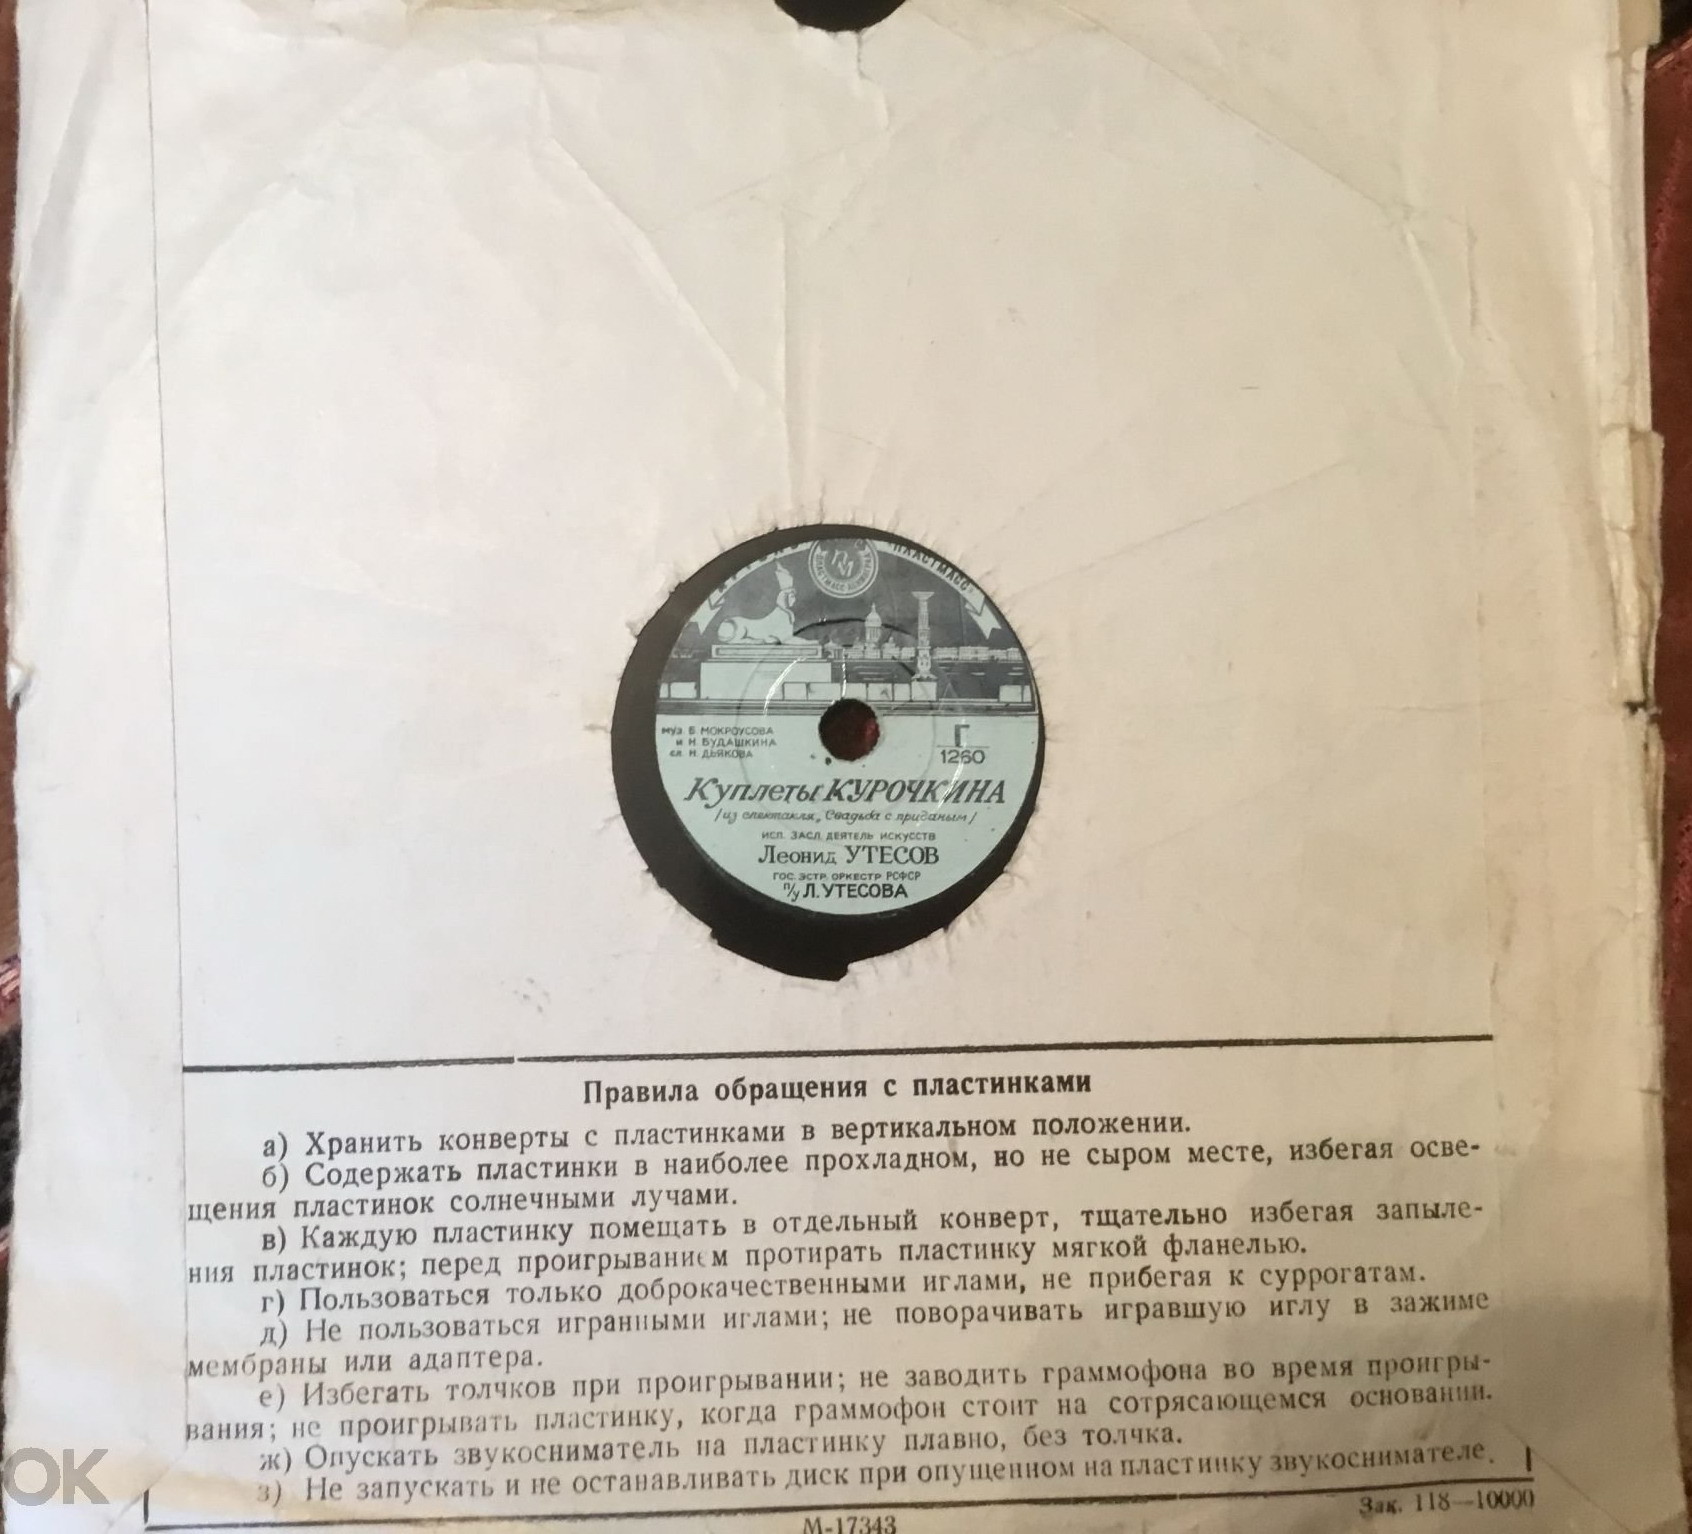 "ПЛАСТМАСС"
ПМ
муз. Б. МОКРОУСОВА
и Н. БУДАШКИНА
сл. Н. ДЬЯКОВА
Г
1260
Куплеты КУРОЧКИНА
/из спектакля „Свадьба с приданым/
ИСП. ЗАСЛ. ДЕЯТЕЛЬ ИСКУССТВ
Леонид УТЕСОВ
ГОС. ЭСТР. ОРКЕСТР РСФСР
п/у Л. УТЕСОВА
Правила обращения с пластинками
а) Хранить конверты с пластинками в вертикальном положении.
б) Содержать пластинки в наиболее прохладном, но не сыром месте, избегая осве-
щения пластинок солнечными лучами.
в) Каждую пластинку помещать в отдельный конверт, тщательно избегая запыле-
ния пластинок; перед проигрыванием протирать пластинку мягкой фланелью.
г) Пользоваться только доброкачественными иглами, не прибегая к суррогатам.
д) Не пользоваться игранными иглами; не поворачивать игравшую иглу в зажиме
мембраны или адаптера.
е) Избегать толчков при проигрывании; не заводить граммофона во время проигры-
вания; не проигрывать пластинку, когда граммофон стоит на сотрясающемся основании.
ж) Опускать звукосниматель на пластинку плавно, без толчка.
з) Не запускать и не останавливать диск при опущенном на пластинку звукоснимателе.
Зак. 118—10000
М-17343
ОК